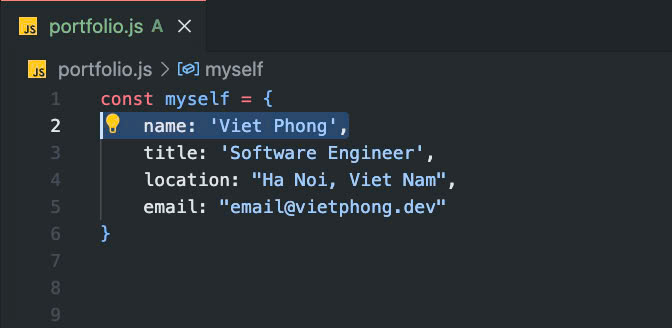 JS portfolio.js A ×
JS portfolio.js > myself
1 const myself = {
2 name: 'Viet Phong',
3 title: 'Software Engineer',
4 location: "Ha Noi, Viet Nam",
5 email: "email@vietphong.dev"
6 }
7
8
9